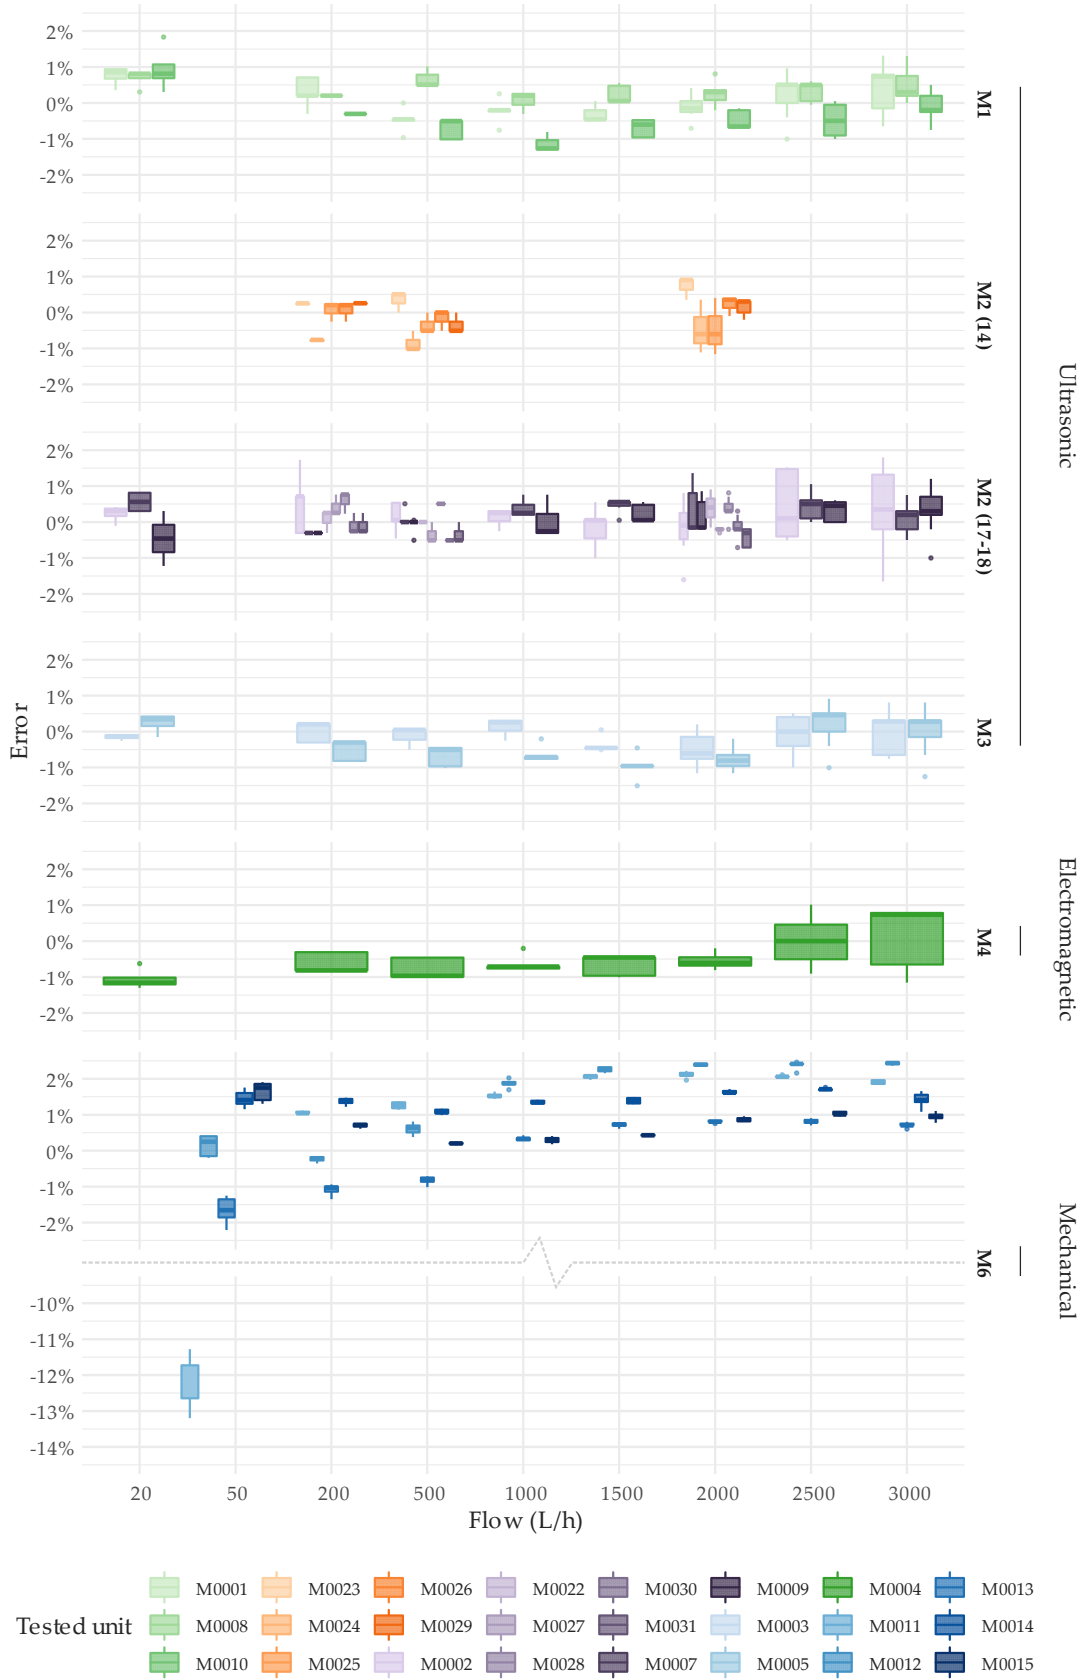 2%
1%
0%
-1%
-2%
M1
2%
1%
0%
-1%
-2%
M2 (14)
2%
1%
0%
-1%
-2%
M2 (17-18)
Ultrasonic
2%
1%
0%
-1%
-2%
M3
Error
2%
1%
0%
-1%
-2%
M4
Electromagnetic
2%
1%
0%
-1%
-2%
M6
Mechanical
-10%
-11%
-12%
-13%
-14%
20 50 200 500 1000 1500 2000 2500 3000
Flow (L/h)
Tested unit
M0001 M0023 M0026 M0022 M0030 M0009 M0004 M0013
M0008 M0024 M0029 M0027 M0031 M0003 M0011 M0014
M0010 M0025 M0002 M0028 M0007 M0005 M0012 M0015